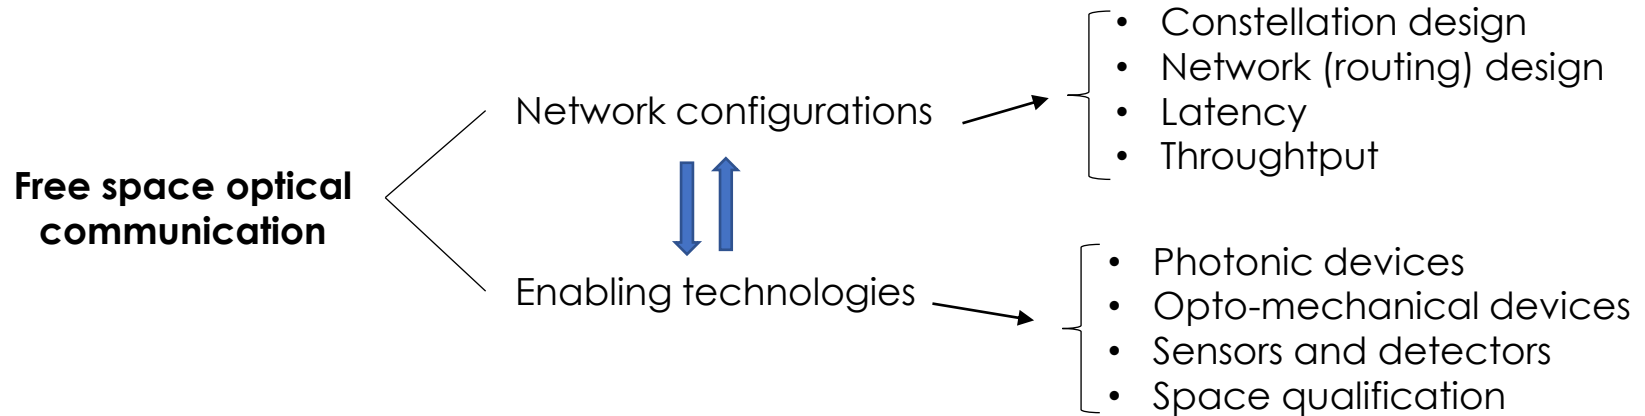 Free space optical
communication
Network configurations
• Constellation design
• Network (routing) design
• Latency
• Throughtput
Enabling technologies
• Photonic devices
• Opto-mechanical devices
• Sensors and detectors
• Space qualification